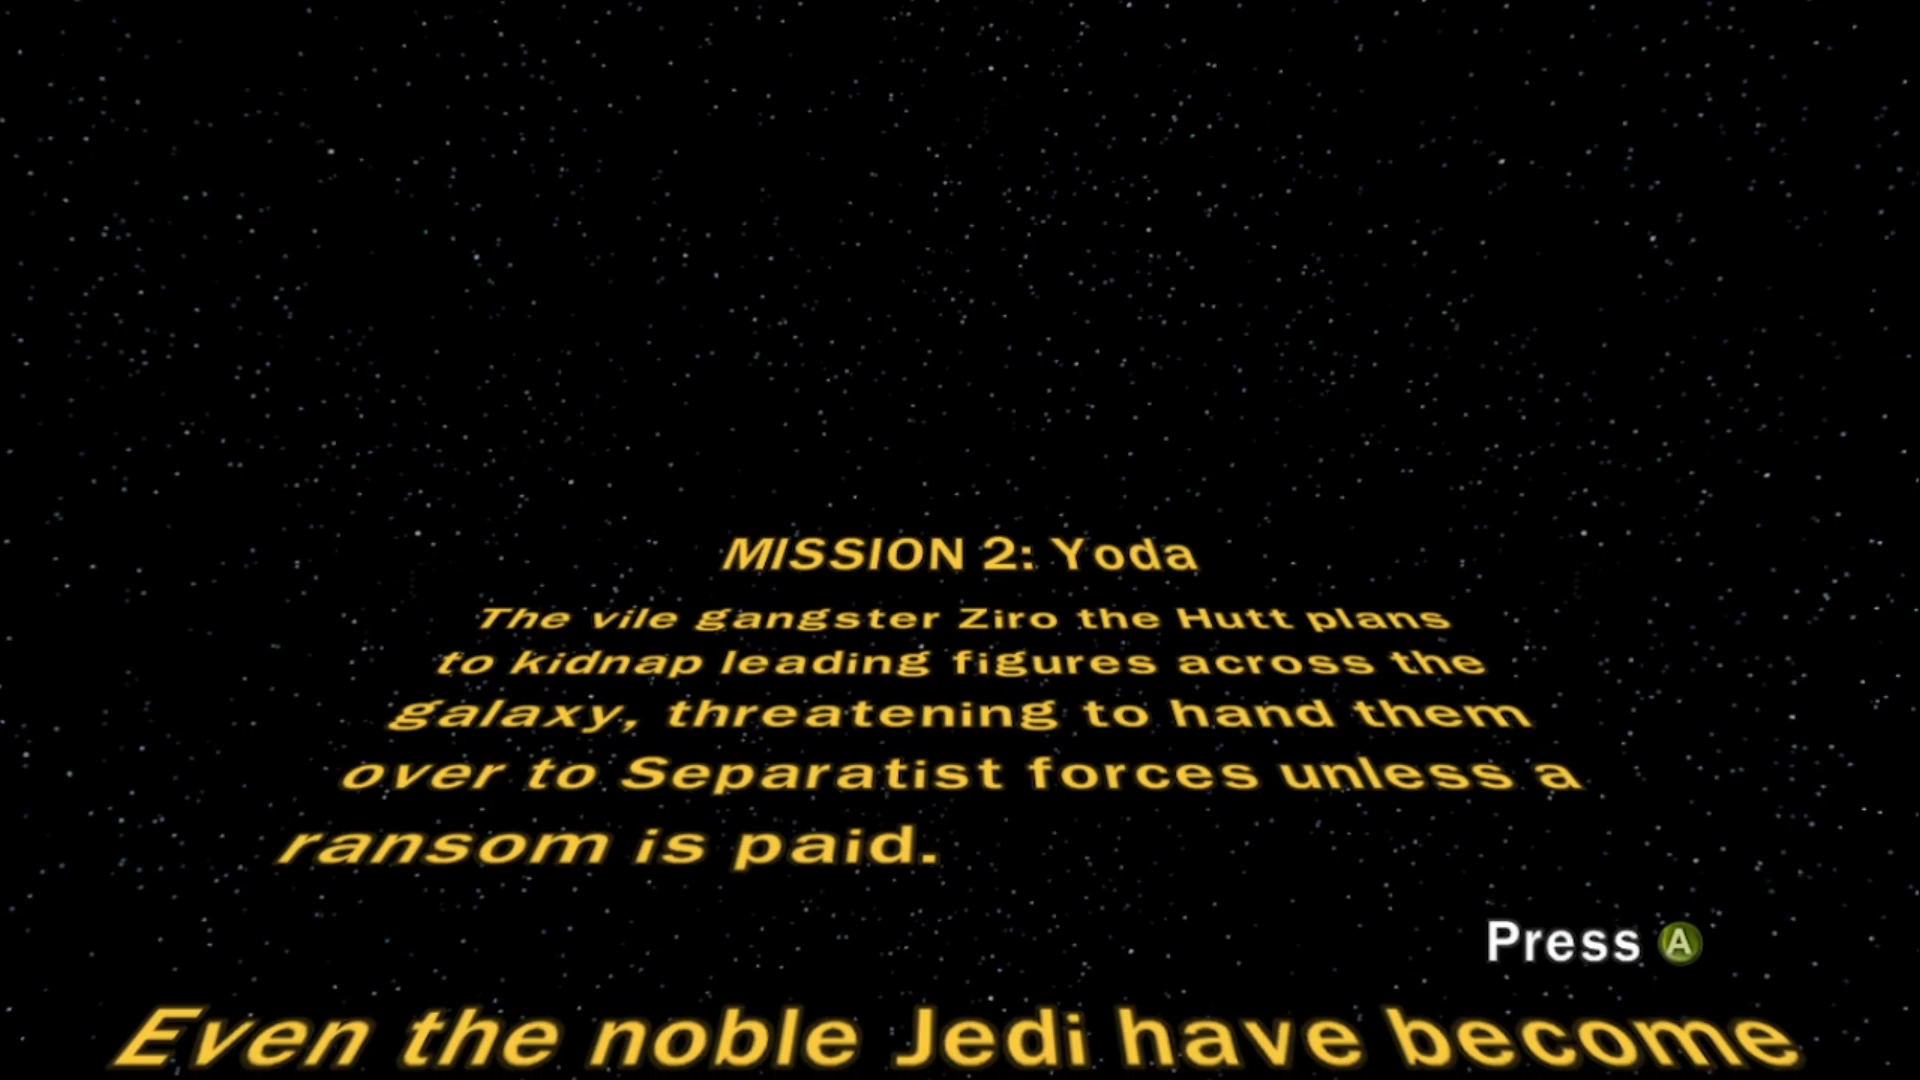 MISSION 2: Yoda
The vile gangster Ziro the Hutt plans
to kidnap leading figures across the
galaxy, threatening to hand them
over to Separatist forces unless a
ransom is paid.
Press A
Even the noble Jedi have become